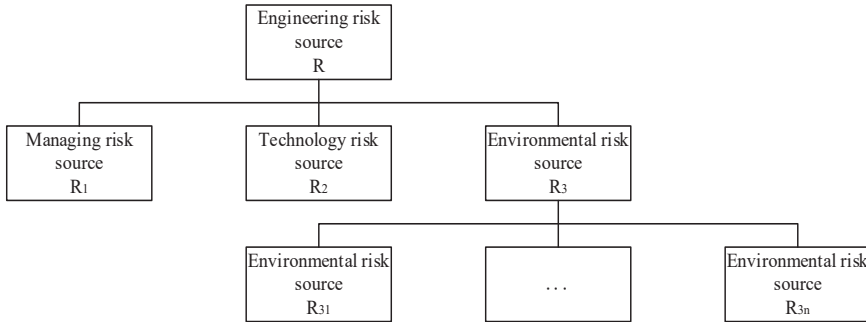 Engineering risk
source
R
Managing risk
source
R1
Technology risk
source
R2
Environmental risk
source
R3
Environmental risk
source
R31
...
Environmental risk
source
R3n